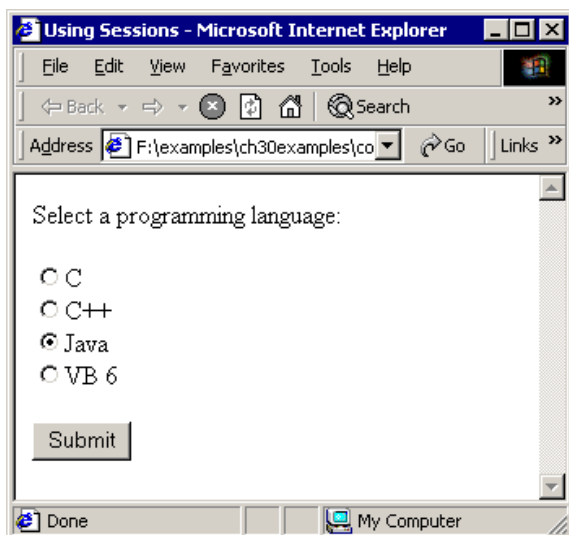 Using Sessions - Microsoft Internet Explorer
File Edit View Favorites Tools Help
Back Search »
Address F:\examples\ch30examples\co Go Links »
Select a programming language:
C
C++
Java
VB 6
Submit
Done My Computer